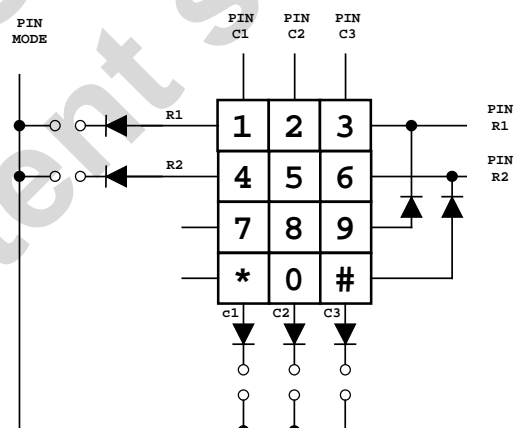 PIN
MODE
PIN
C1
PIN
C2
PIN
C3
R1
R2
1 2 3
4 5 6
7 8 9
* 0 #
PIN
R1
PIN
R2
c1
C2
C3